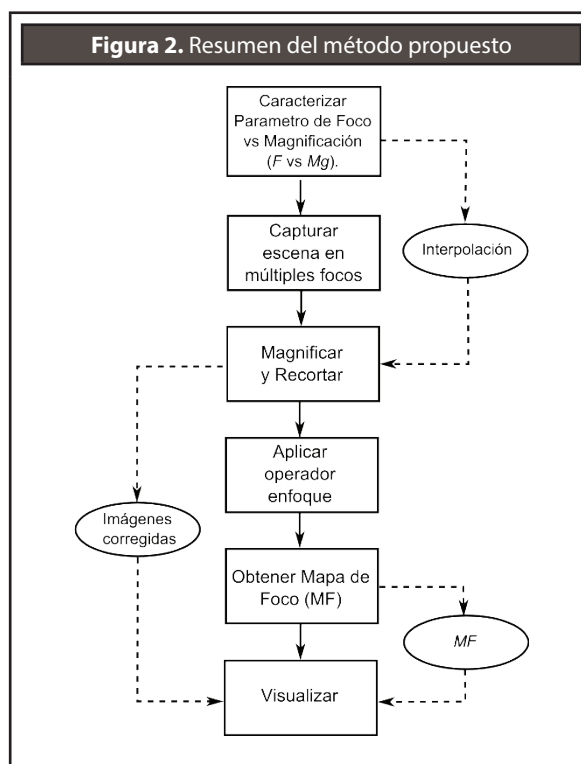 Figura 2. Resumen del método propuesto
Caracterizar
Parametro de Foco
vs Magnificación
(F vs Mg).
Capturar
escena en
múltiples focos
Interpolación
Magnificar
y Recortar
Aplicar
operador
enfoque
Imágenes
corregidas
Obtener Mapa de
Foco (MF)
MF
Visualizar